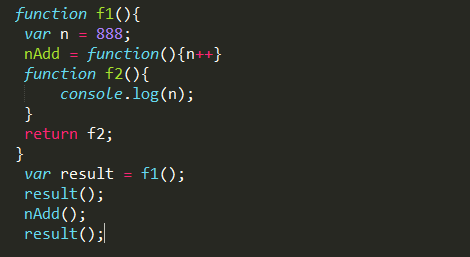 function f1(){
var n = 888;
nAdd = function(){n++}
function f2(){
console.log(n);
}
return f2;
}
var result = f1();
result();
nAdd();
result();